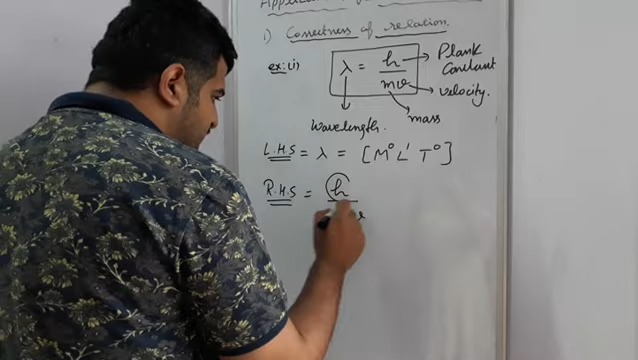 i) Correctness of relation.
ex: (i) λ = h/mv → Plank Constant
velocity.
mass
wavelength.
L.H.S = λ = [M⁰ L¹ T⁰]
R.H.S = h